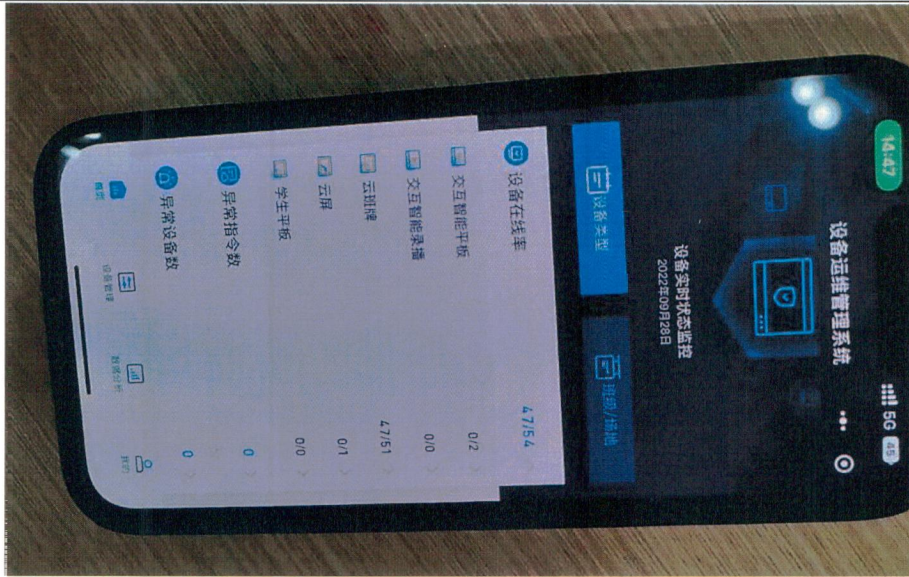 14:47
5G 45
设备运维管理系统
设备实时状态监控
2022年09月28日
设备类型
班级/场地
设备在线率 47/54
交互智能平板 0/2
交互智能录播 0/0
云班牌 47/51
云屏 0/1
学生平板 0/0
异常指令数 0
异常设备数 0
首页 设备管理 数据分析 我的